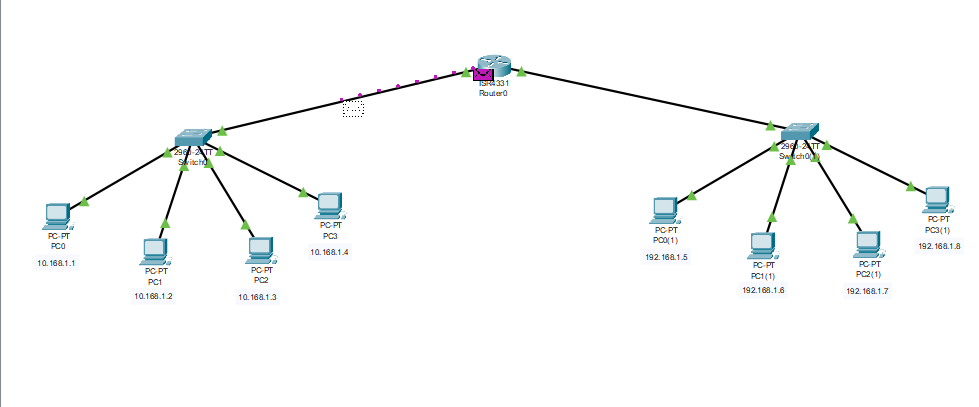 ISR4331
Router0
2960-24TT
Switch0
2960-24TT
Switch0(1)
PC-PT
PC0
10.168.1.1
PC-PT
PC1
10.168.1.2
PC-PT
PC2
10.168.1.3
PC-PT
PC3
10.168.1.4
PC-PT
PC0(1)
192.168.1.5
PC-PT
PC1(1)
192.168.1.6
PC-PT
PC2(1)
192.168.1.7
PC-PT
PC3(1)
192.168.1.8